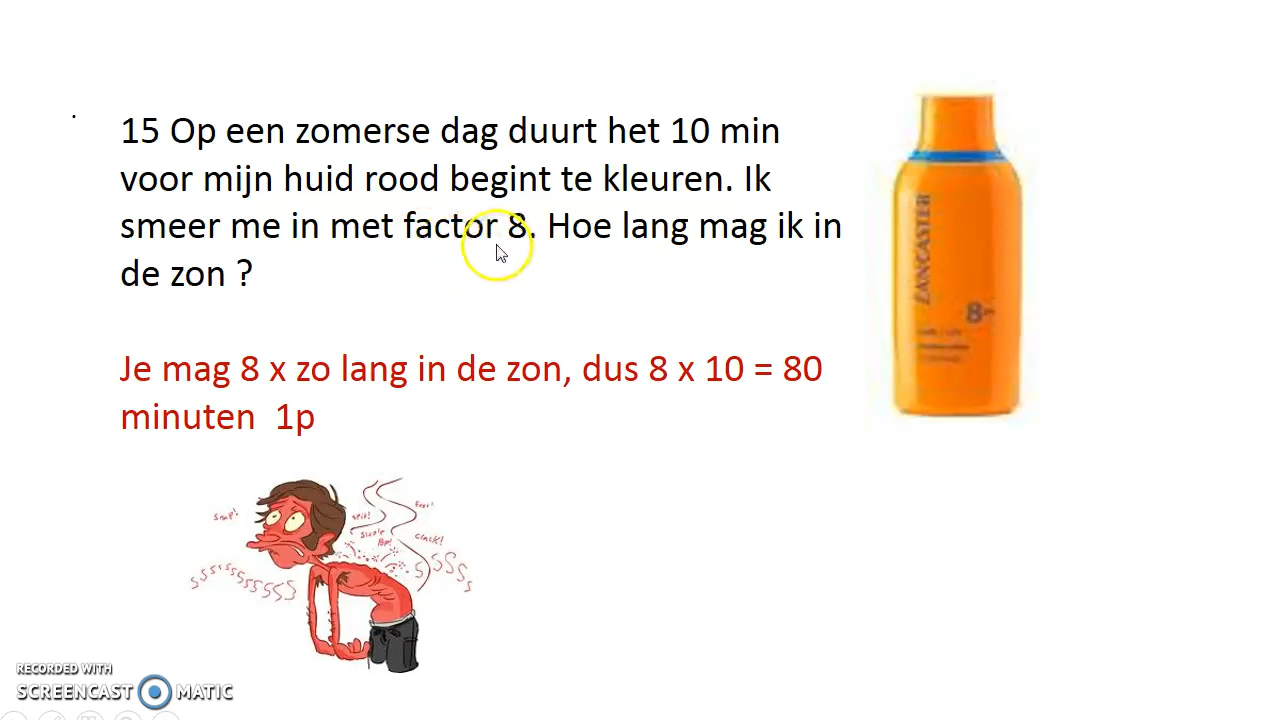 15 Op een zomerse dag duurt het 10 min
voor mijn huid rood begint te kleuren. Ik
smeer me in met factor 8. Hoe lang mag ik in
de zon ?
Je mag 8 x zo lang in de zon, dus 8 x 10 = 80
minuten 1p
LANCASTER
8
RECORDED WITH
SCREENCAST MATIC